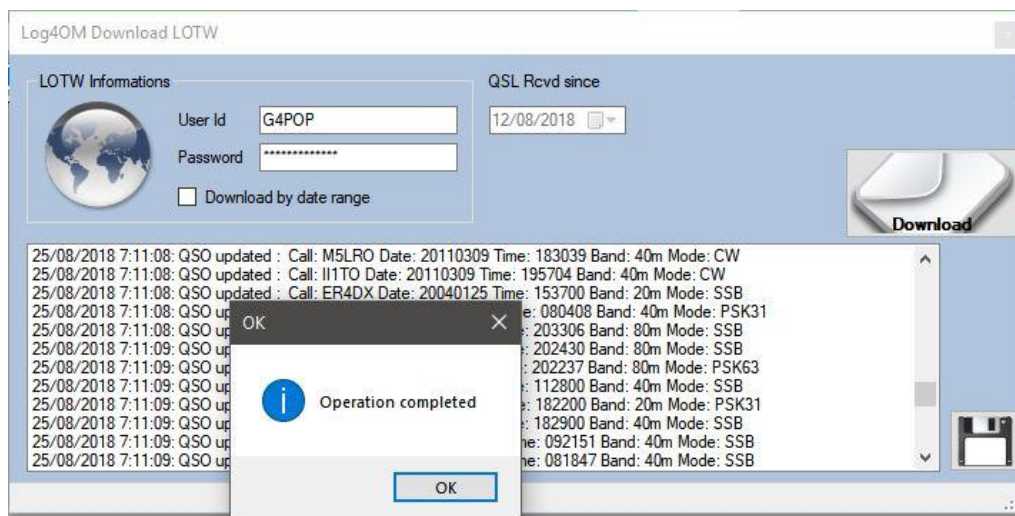 Log4OM Download LOTW
LOTW Informations
User Id G4POP
Password *************
Download by date range
QSL Rcvd since
12/08/2018
Download
25/08/2018 7:11:08: QSO updated : Call: M5LRO Date: 20110309 Time: 183039 Band: 40m Mode: CW
25/08/2018 7:11:08: QSO updated : Call: II1TO Date: 20110309 Time: 195704 Band: 40m Mode: CW
25/08/2018 7:11:08: QSO updated : Call: ER4DX Date: 20040125 Time: 153700 Band: 20m Mode: SSB
25/08/2018 7:11:08: QSO up e: 080408 Band: 40m Mode: PSK31
25/08/2018 7:11:09: QSO up e: 203306 Band: 80m Mode: SSB
25/08/2018 7:11:09: QSO up e: 202430 Band: 80m Mode: SSB
25/08/2018 7:11:09: QSO up : 202237 Band: 80m Mode: PSK63
25/08/2018 7:11:09: QSO up e: 112800 Band: 40m Mode: SSB
25/08/2018 7:11:09: QSO up e: 182200 Band: 20m Mode: PSK31
25/08/2018 7:11:09: QSO up e: 182900 Band: 40m Mode: SSB
25/08/2018 7:11:09: QSO up ne: 092151 Band: 40m Mode: SSB
25/08/2018 7:11:09: QSO up ne: 081847 Band: 40m Mode: SSB
OK
Operation completed
OK